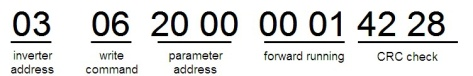 03 06 20 00 00 01 42 28
inverter write parameter forward running CRC check
address command address